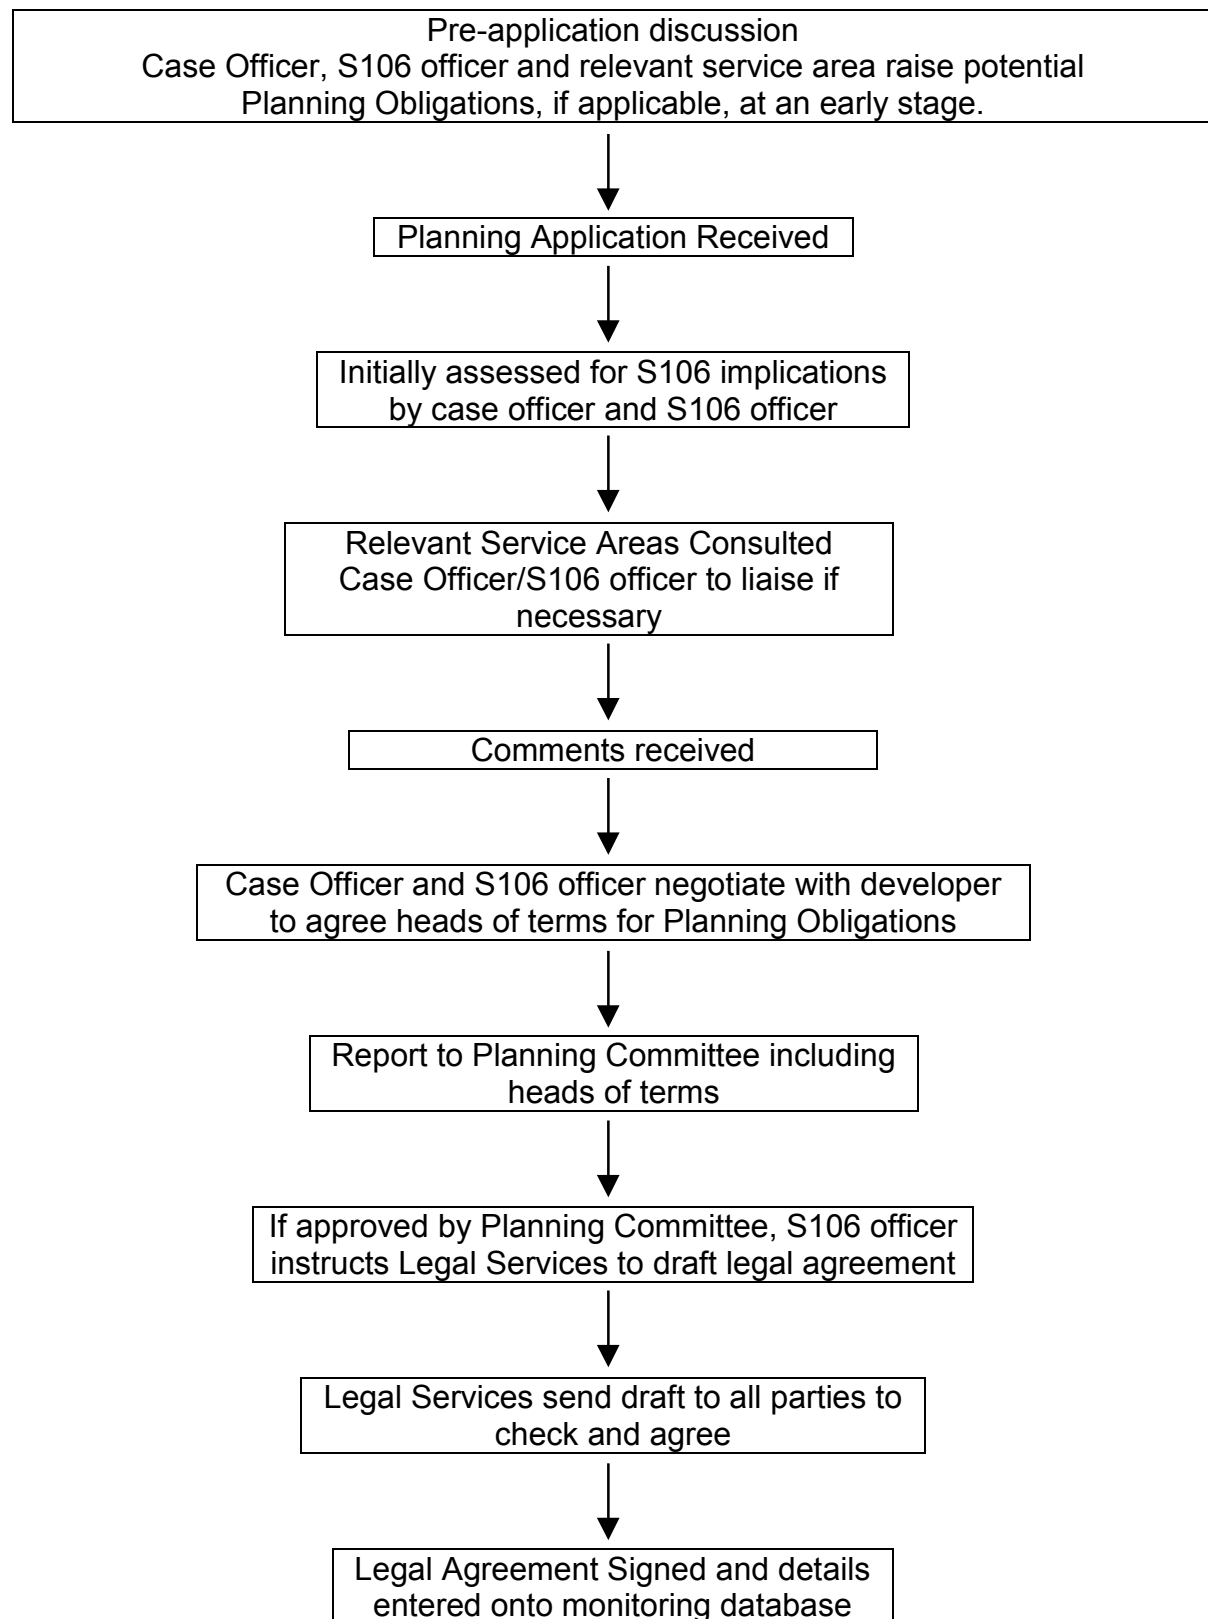 Pre-application discussion
Case Officer, S106 officer and relevant service area raise potential
Planning Obligations, if applicable, at an early stage.
Planning Application Received
Initially assessed for S106 implications
by case officer and S106 officer
Relevant Service Areas Consulted
Case Officer/S106 officer to liaise if
necessary
Comments received
Case Officer and S106 officer negotiate with developer
to agree heads of terms for Planning Obligations
Report to Planning Committee including
heads of terms
If approved by Planning Committee, S106 officer
instructs Legal Services to draft legal agreement
Legal Services send draft to all parties to
check and agree
Legal Agreement Signed and details
entered onto monitoring database